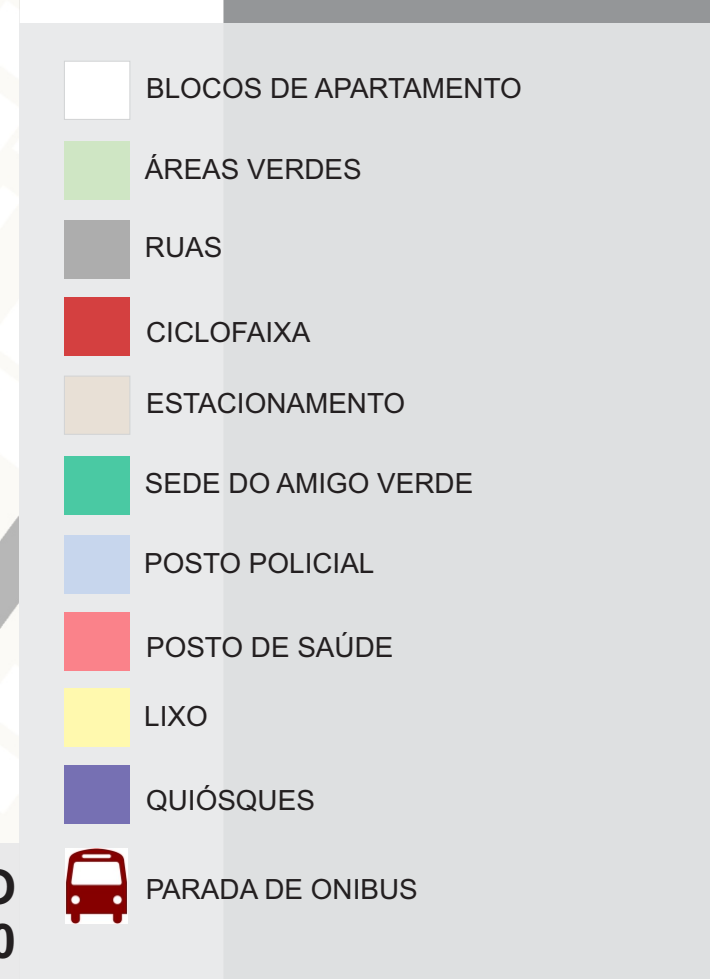 BLOCOS DE APARTAMENTO
ÁREAS VERDES
RUAS
CICLOFAIXA
ESTACIONAMENTO
SEDE DO AMIGO VERDE
POSTO POLICIAL
POSTO DE SAÚDE
LIXO
QUIÓSQUES
PARADA DE ONIBUS